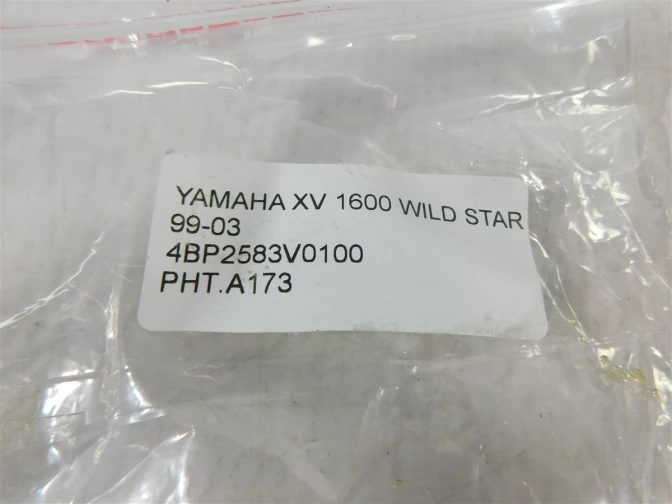 YAMAHA XV 1600 WILD STAR
99-03
4BP2583V0100
PHT.A173